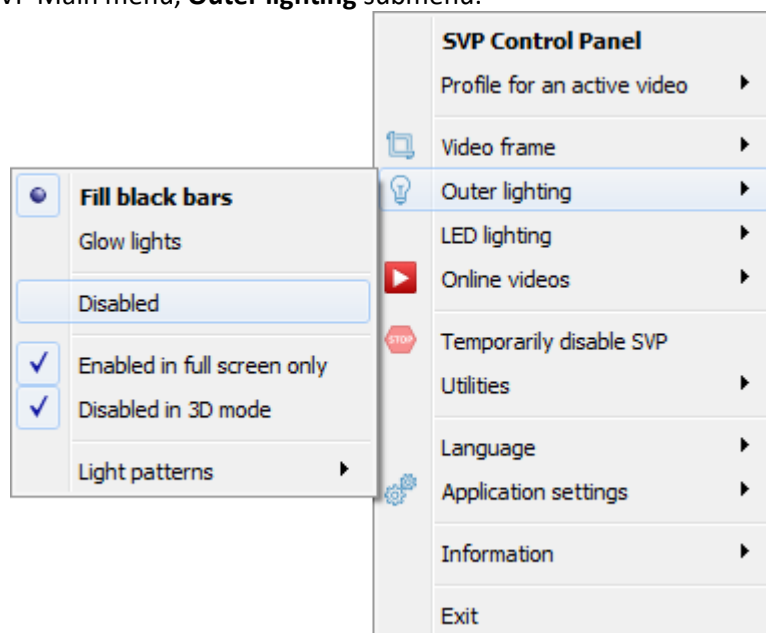 Main menu, Outer lighting submenu.
SVP Control Panel
Profile for an active video
Video frame
Outer lighting
LED lighting
Online videos
STOP
Temporarily disable SVP
Utilities
Language
Application settings
Information
Exit
Fill black bars
Glow lights
Disabled
Enabled in full screen only
Disabled in 3D mode
Light patterns